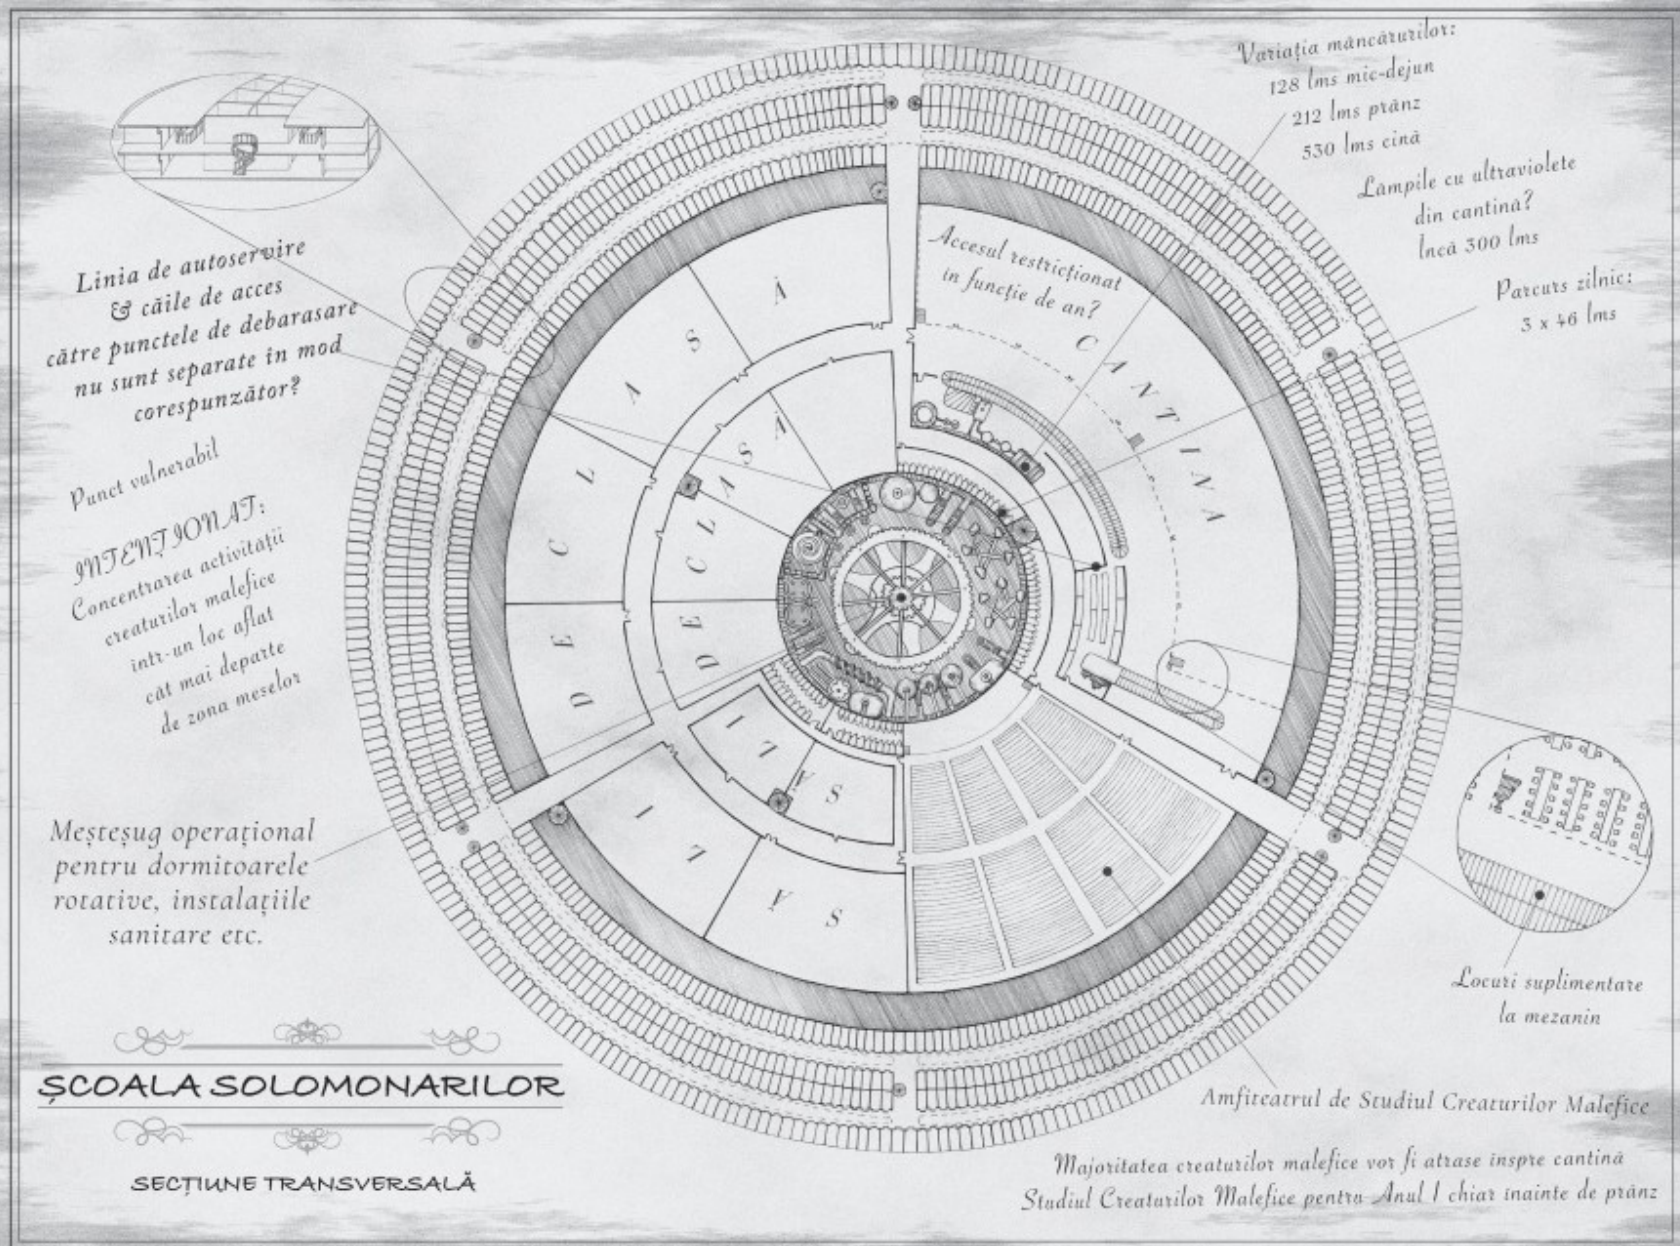 Variația mâncărurilor:
128 lms mic-dejun
212 lms prânz
530 lms cină
Lămpile cu ultraviolete
din cantină?
Încă 300 lms
Parcurs zilnic:
3 x 46 lms
Linia de autoservire
& căile de acces
către punctele de debarasare
nu sunt separate în mod
corespunzător?
Punct vulnerabil
INTENȚIONAT:
Concentrarea activității
creaturilor malefice
într-un loc aflat
cât mai departe
de zona meselor
Meșteșug operațional
pentru dormitoarele
rotative, instalațiile
sanitare etc.
Accesul restricționat
în funcție de an?
CANTINA
SALI DE CLASĂ
SALI DE CLASĂ
Locuri suplimentare
la mezanin
Amfiteatrul de Studiul Creaturilor Malefice
Majoritatea creaturilor malefice vor fi atrase înspre cantină
Studiul Creaturilor Malefice pentru Anul I chiar înainte de prânz
ȘCOALA SOLOMONARILOR
SECȚIUNE TRANSVERSALĂ